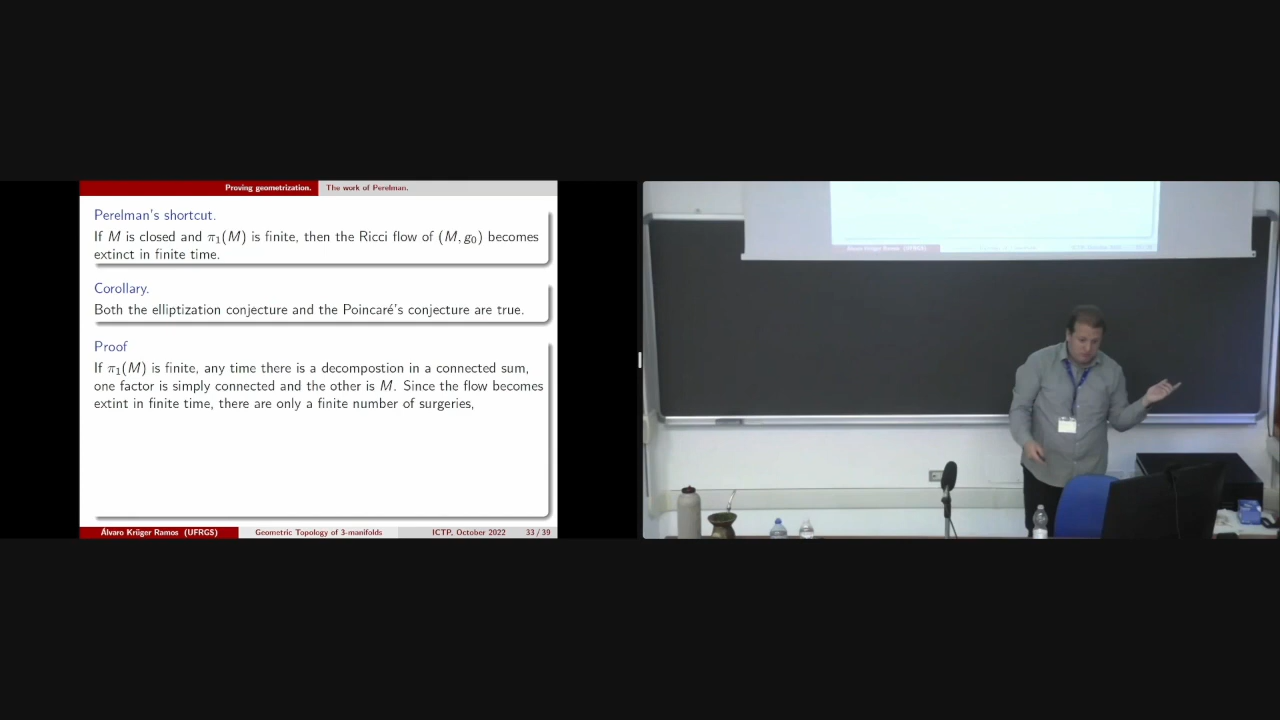 Proving geometrization. The work of Perelman.
Perelman's shortcut.
If M is closed and π₁(M) is finite, then the Ricci flow of (M, g₀) becomes
extinct in finite time.
Corollary.
Both the elliptization conjecture and the Poincaré's conjecture are true.
Proof
If π₁(M) is finite, any time there is a decompostion in a connected sum,
one factor is simply connected and the other is M. Since the flow becomes
extint in finite time, there are only a finite number of surgeries,
Álvaro Krüger Ramos (UFRGS) Geometric Topology of 3-manifolds ICTP, October 2022 33 / 39